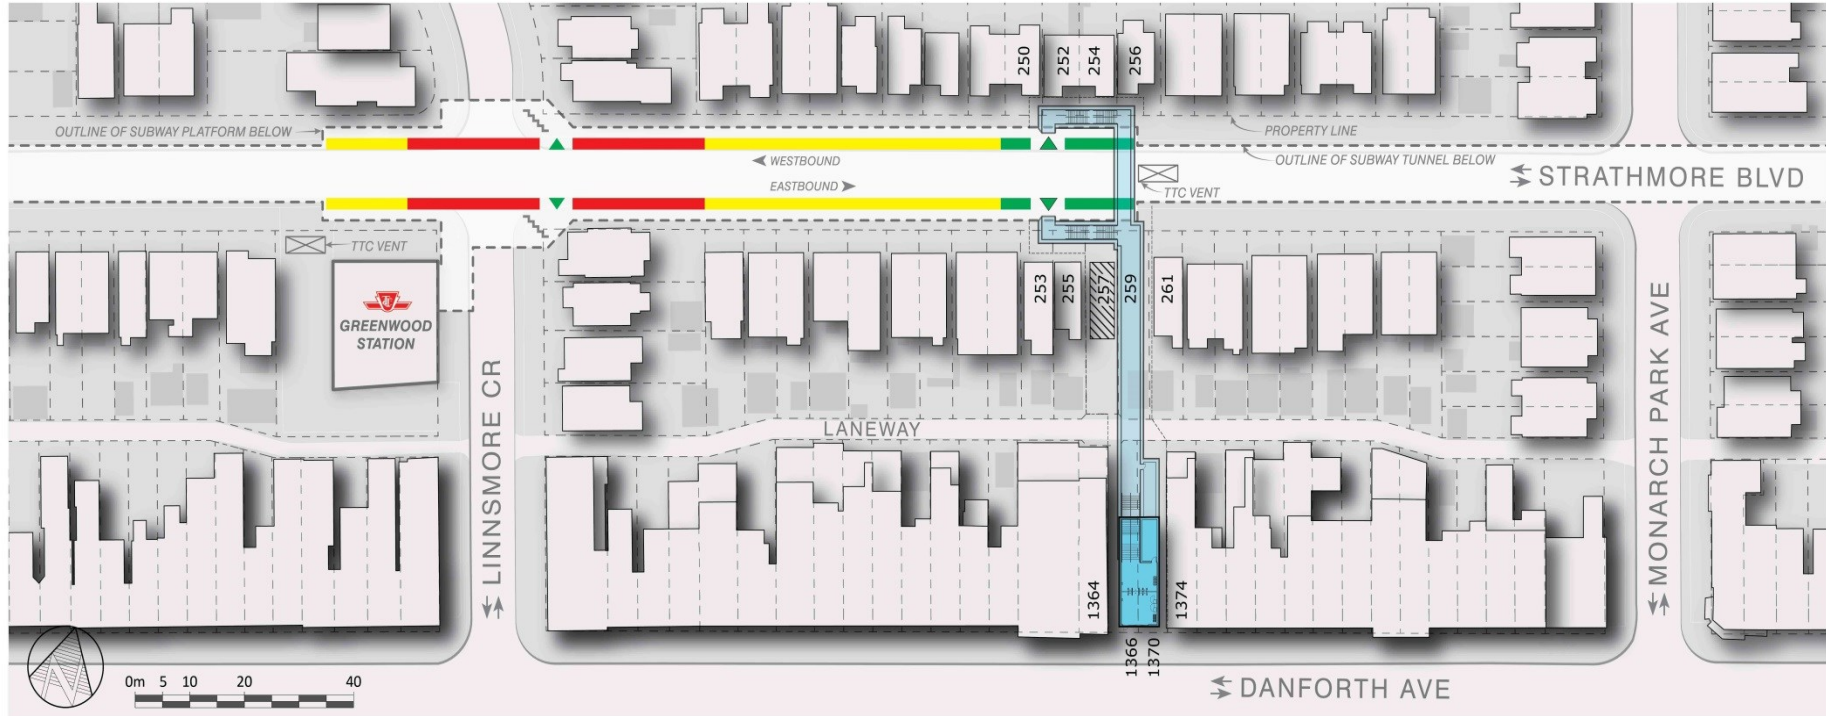 250
252
254
256
OUTLINE OF SUBWAY PLATFORM BELOW
PROPERTY LINE
WESTBOUND
OUTLINE OF SUBWAY TUNNEL BELOW
EASTBOUND
TTC VENT
STRATHMORE BLVD
TTC VENT
GREENWOOD
STATION
253
255
257
259
261
LINNSMORE CR
LANEWAY
MONARCH PARK AVE
1364
1366
1370
1374
0m 5 10 20 40
DANFORTH AVE